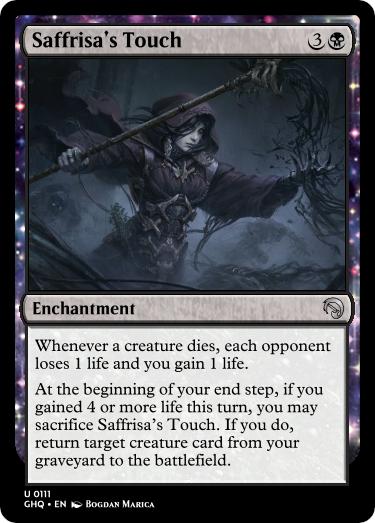 Saffrisa's Touch 3
Enchantment
Whenever a creature dies, each opponent
loses 1 life and you gain 1 life.
At the beginning of your end step, if you
gained 4 or more life this turn, you may
sacrifice Saffrisa's Touch. If you do,
return target creature card from your
graveyard to the battlefield.
U 0111
GHQ • EN Bogdan Marica